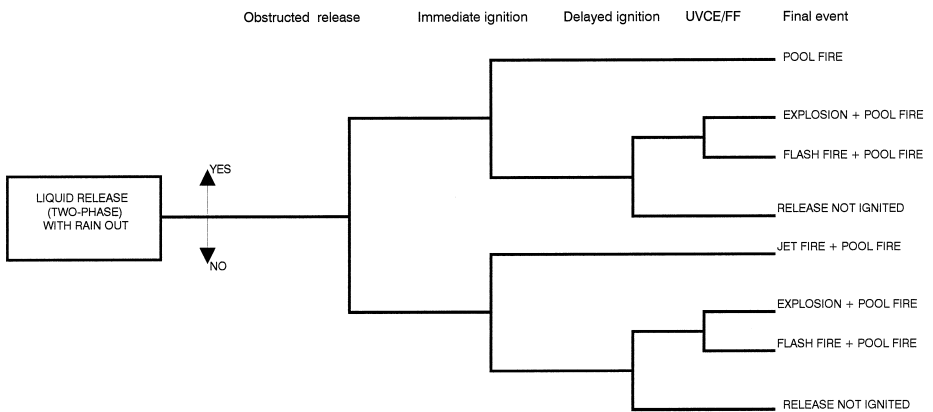 Obstructed release Immediate ignition Delayed ignition UVCE/FF Final event
POOL FIRE
EXPLOSION + POOL FIRE
FLASH FIRE + POOL FIRE
YES
LIQUID RELEASE
(TWO-PHASE)
WITH RAIN OUT
RELEASE NOT IGNITED
NO
JET FIRE + POOL FIRE
EXPLOSION + POOL FIRE
FLASH FIRE + POOL FIRE
RELEASE NOT IGNITED